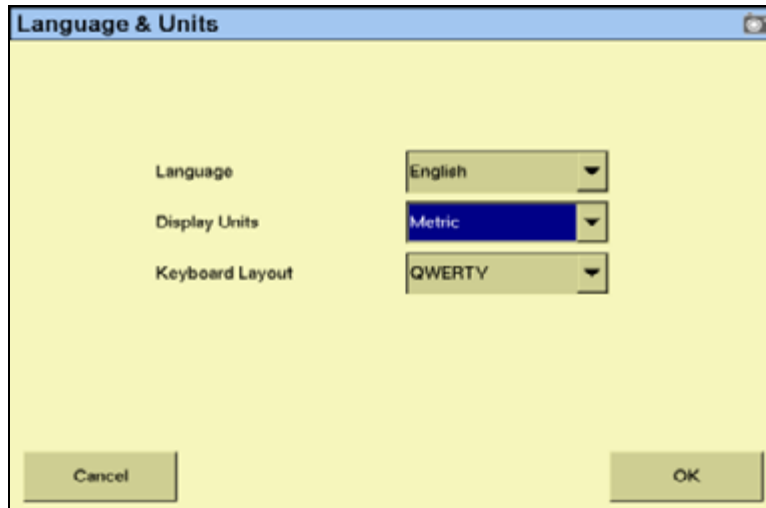 Language & Units
Language English
Display Units Metric
Keyboard Layout QWERTY
Cancel OK